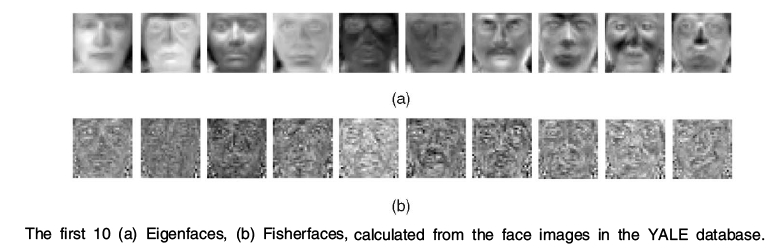 (a)
(b)
The first 10 (a) Eigenfaces, (b) Fisherfaces, calculated from the face images in the YALE database.